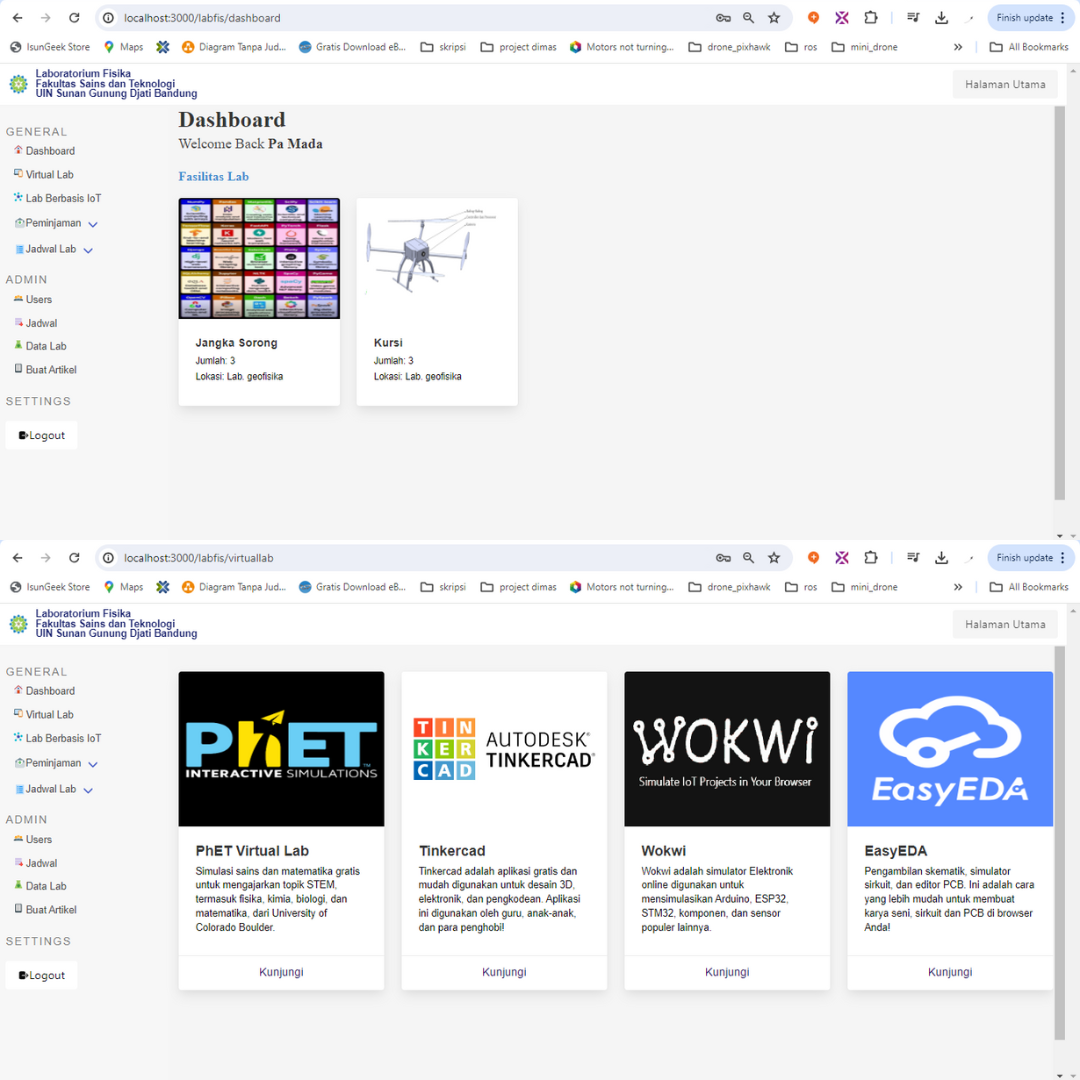 localhost:3000/labfis/dashboard
Finish update
IsunGeek Store
Maps
Diagram Tanpa Jud...
Gratis Download eB...
skripsi
project dimas
Motors not turning...
drone_pixhawk
ros
mini_drone
»
All Bookmarks
Laboratorium Fisika
Fakultas Sains dan Teknologi
UIN Sunan Gunung Djati Bandung
Halaman Utama
GENERAL
Dashboard
Virtual Lab
Lab Berbasis IoT
Peminjaman
Jadwal Lab
ADMIN
Users
Jadwal
Data Lab
Buat Artikel
SETTINGS
Logout
Dashboard
Welcome Back Pa Mada
Fasilitas Lab
Jangka Sorong
Jumlah: 3
Lokasi: Lab. geofisika
Kursi
Jumlah: 3
Lokasi: Lab. geofisika
localhost:3000/labfis/virtuallab
Finish update
IsunGeek Store
Maps
Diagram Tanpa Jud...
Gratis Download eB...
skripsi
project dimas
Motors not turning...
drone_pixhawk
ros
mini_drone
»
All Bookmarks
Laboratorium Fisika
Fakultas Sains dan Teknologi
UIN Sunan Gunung Djati Bandung
Halaman Utama
GENERAL
Dashboard
Virtual Lab
Lab Berbasis IoT
Peminjaman
Jadwal Lab
ADMIN
Users
Jadwal
Data Lab
Buat Artikel
SETTINGS
Logout
PhET
INTERACTIVE SIMULATIONS
PhET Virtual Lab
Simulasi sains dan matematika gratis
untuk mengajarkan topik STEM,
termasuk fisika, kimia, biologi, dan
matematika, dari University of
Colorado Boulder.
Kunjungi
TIN
KER
CAD
AUTODESK®
TINKERCAD®
Tinkercad
Tinkercad adalah aplikasi gratis dan
mudah digunakan untuk desain 3D,
elektronik, dan pengkodean. Aplikasi
ini digunakan oleh guru, anak-anak,
dan para penghobi!
Kunjungi
WOKWi
Simulate IoT Projects in Your Browser
Wokwi
Wokwi adalah simulator Elektronik
online digunakan untuk
mensimulasikan Arduino, ESP32,
STM32, komponen, dan sensor
populer lainnya.
Kunjungi
EasyEDA
EasyEDA
Pengambilan skematik, simulator
sirkuit, dan editor PCB. Ini adalah cara
yang lebih mudah untuk membuat
karya seni, sirkuit dan PCB di browser
Anda!
Kunjungi